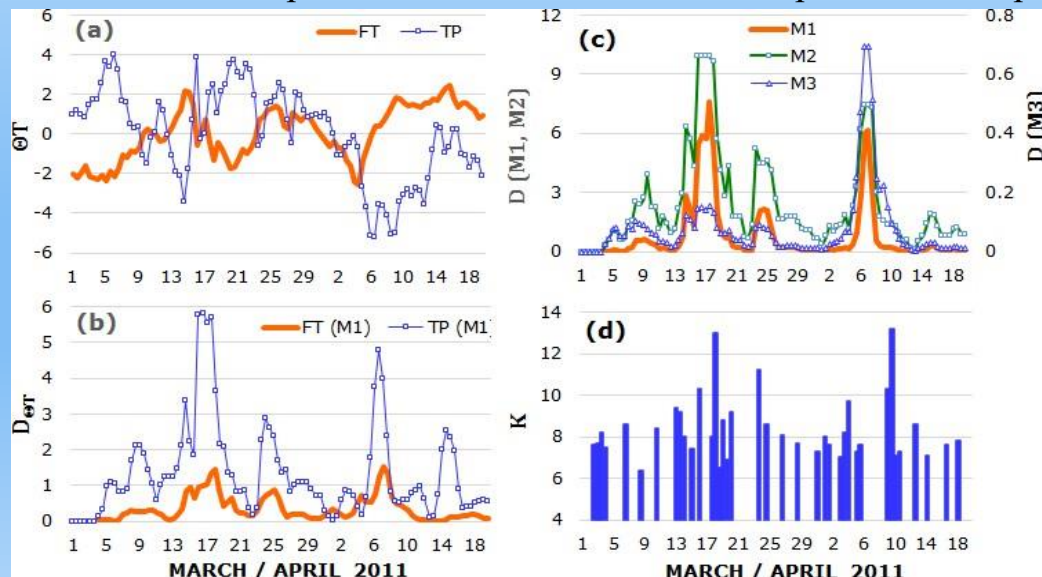 (a)
FT TP
ΘT
6
4
2
0
-2
-4
-6
1 5 9 13 17 21 25 29 2 6 10 14 18
(c)
M1
M2
M3
D (M1, M2)
12
9
6
3
0
D (M3)
0.8
0.6
0.4
0.2
0
1 5 9 13 17 21 25 29 2 6 10 14 18
(b)
FT (M1) TP (M1)
DΘT
6
5
4
3
2
1
0
1 5 9 13 17 21 25 29 2 6 10 14 18
MARCH / APRIL 2011
(d)
K
14
12
10
8
6
4
1 5 9 13 17 21 25 29 2 6 10 14 18
MARCH / APRIL 2011